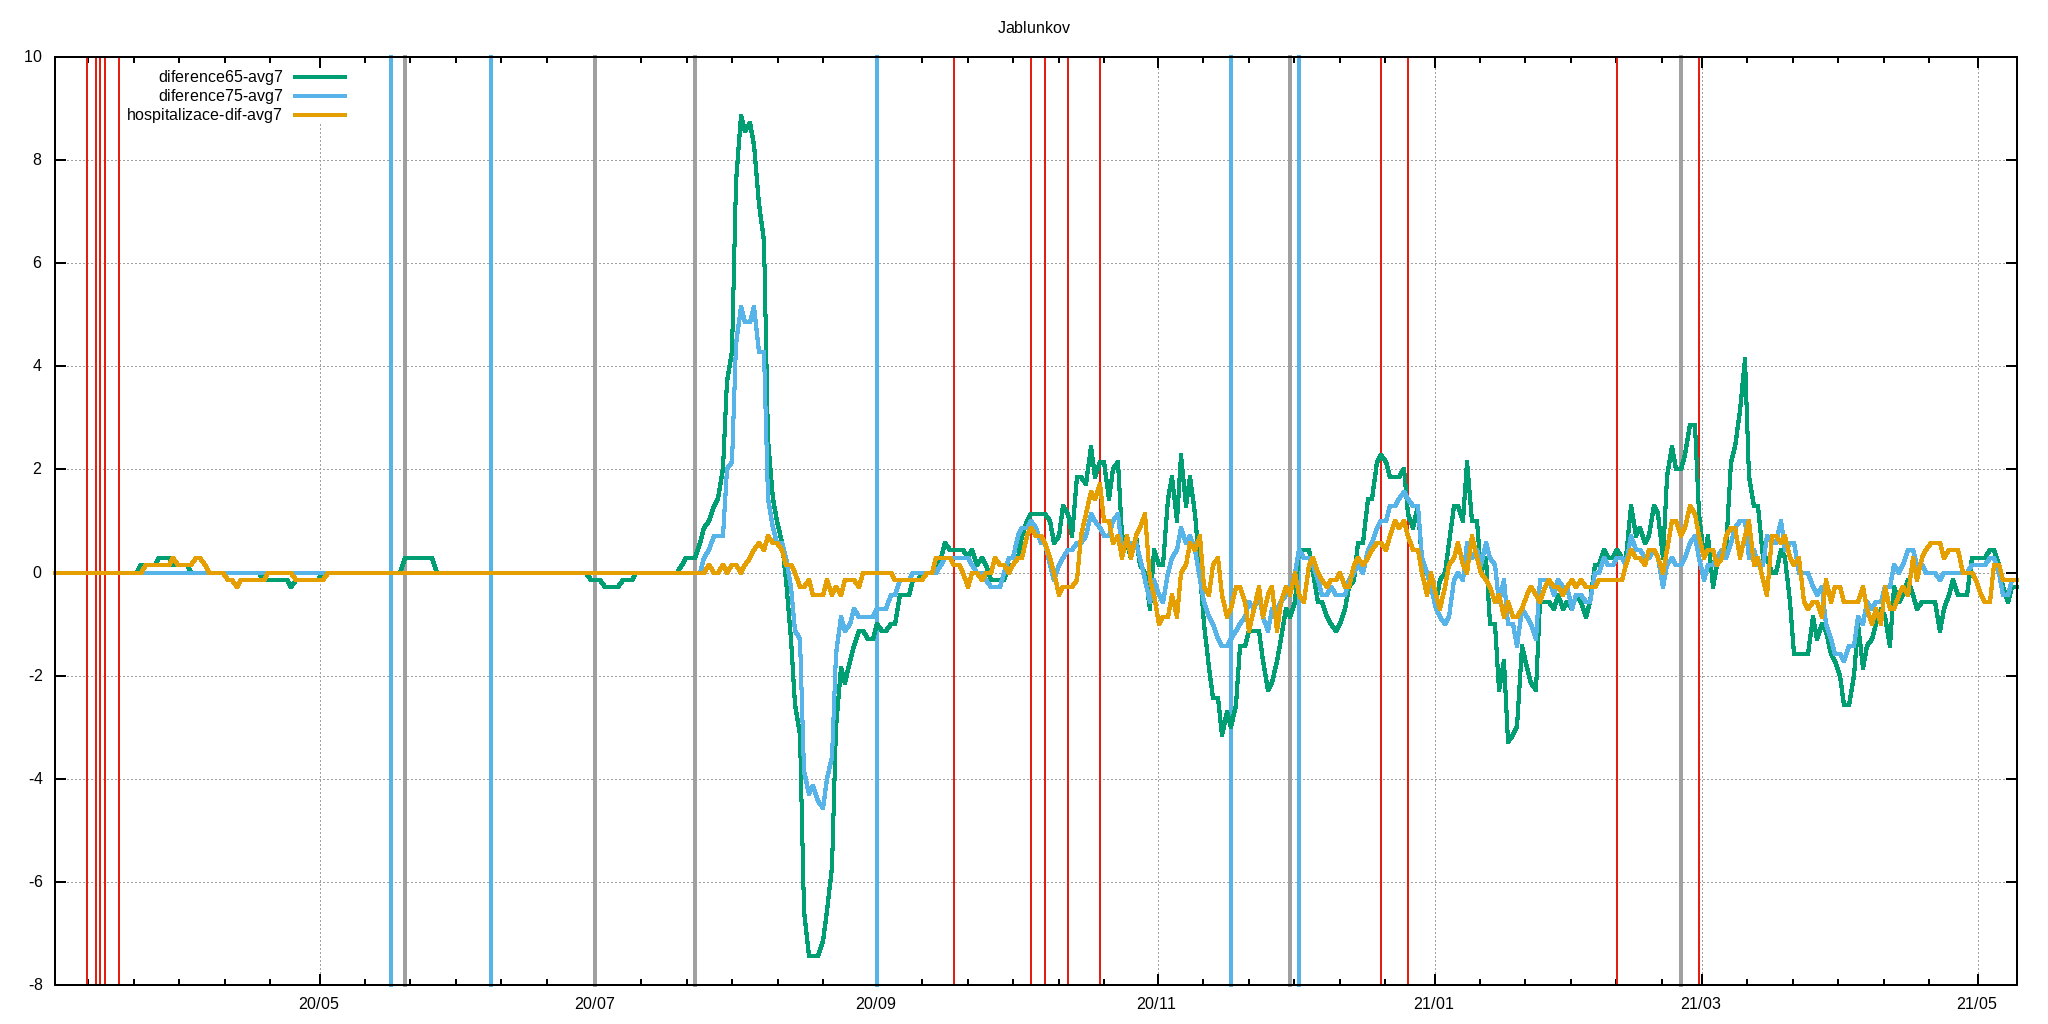 Jablunkov
10
diference65-avg7
diference75-avg7
hospitalizace-dif-avg7
8
6
4
2
0
-2
-4
-6
-8
20/05 20/07 20/09 20/11 21/01 21/03 21/05